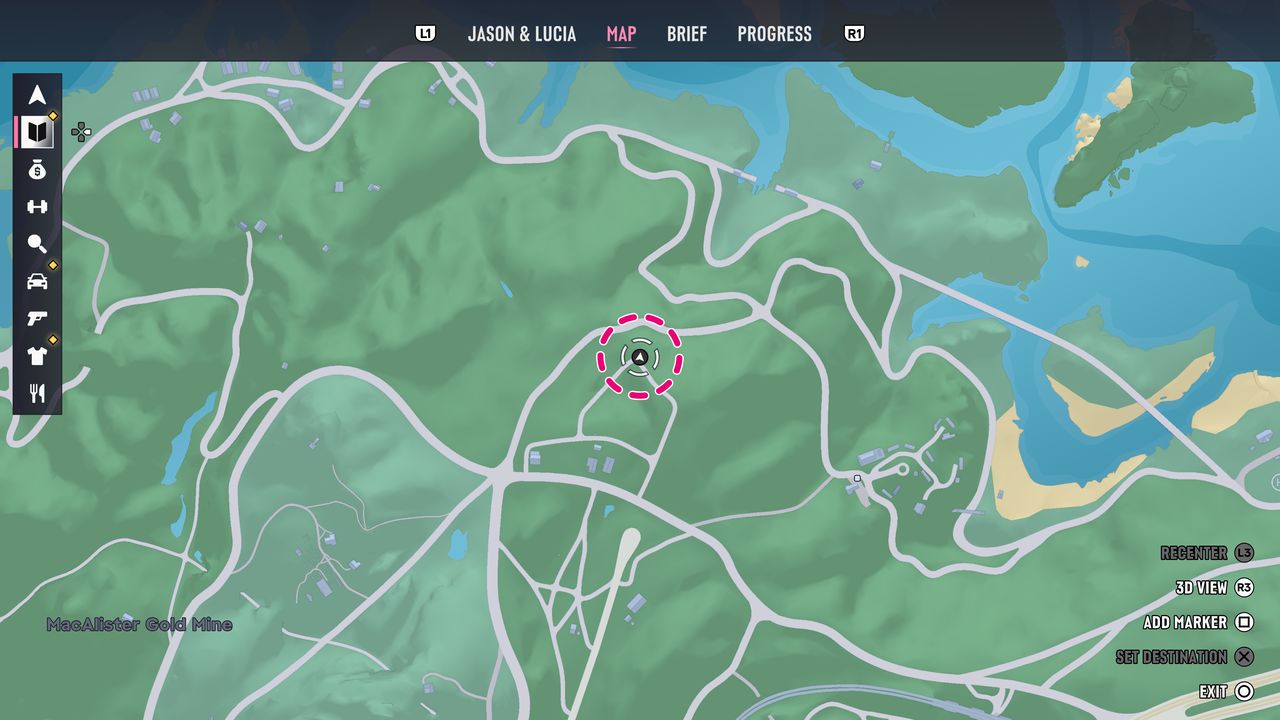 L1 JASON & LUCIA MAP BRIEF PROGRESS R1
RECENTER L3
3D VIEW R3
ADD MARKER
MacAlister Gold Mine
SET DESTINATION
EXIT